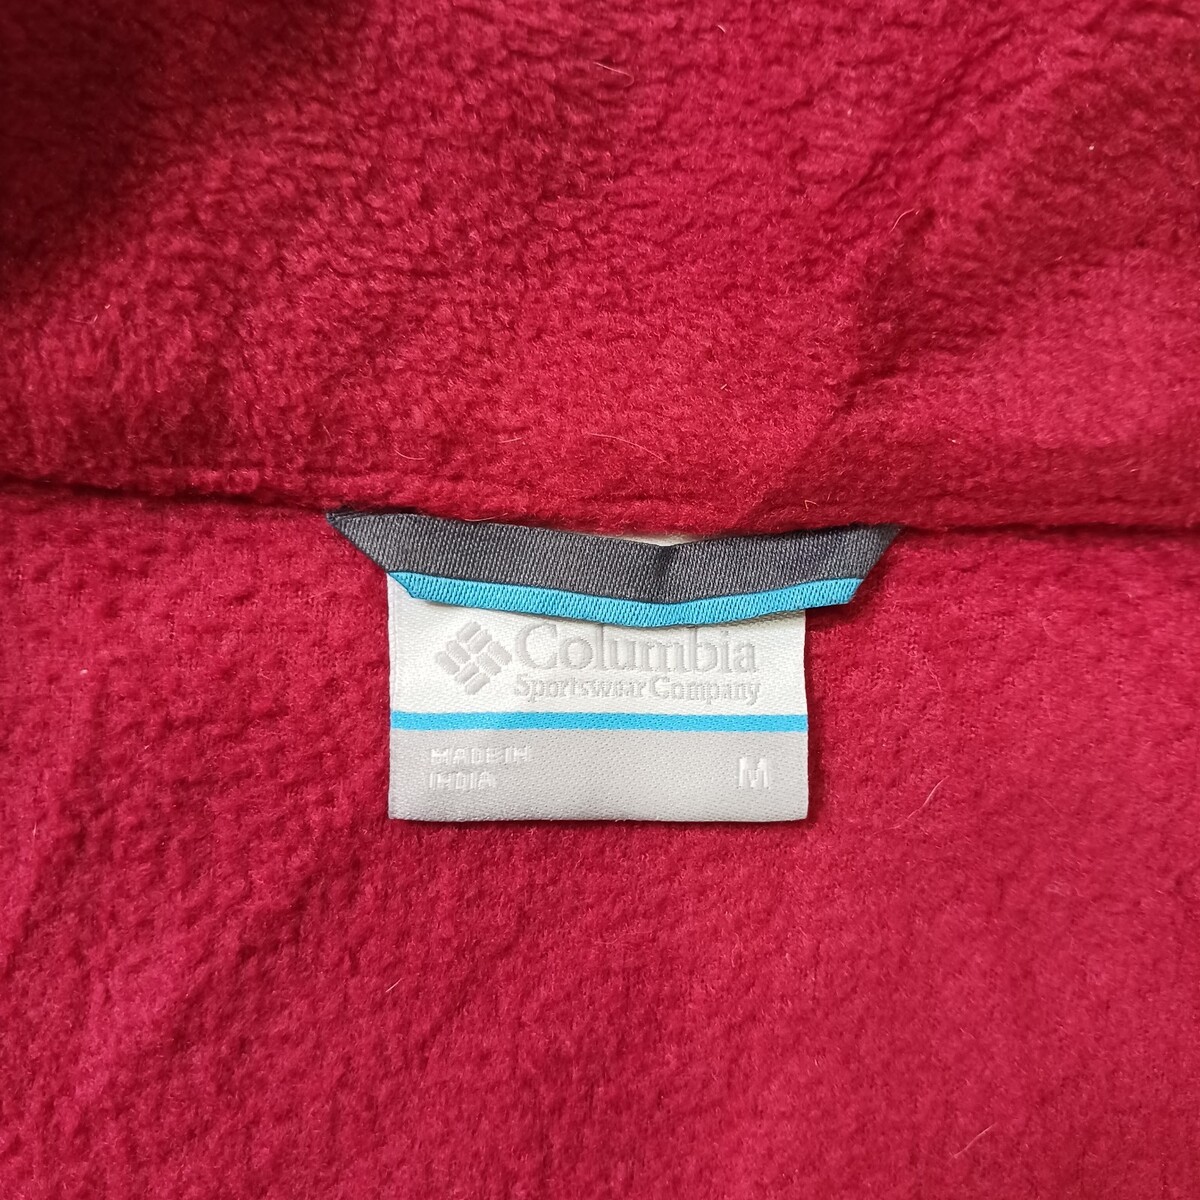 Columbia
Sportswear Company
MADE IN
INDIA
M